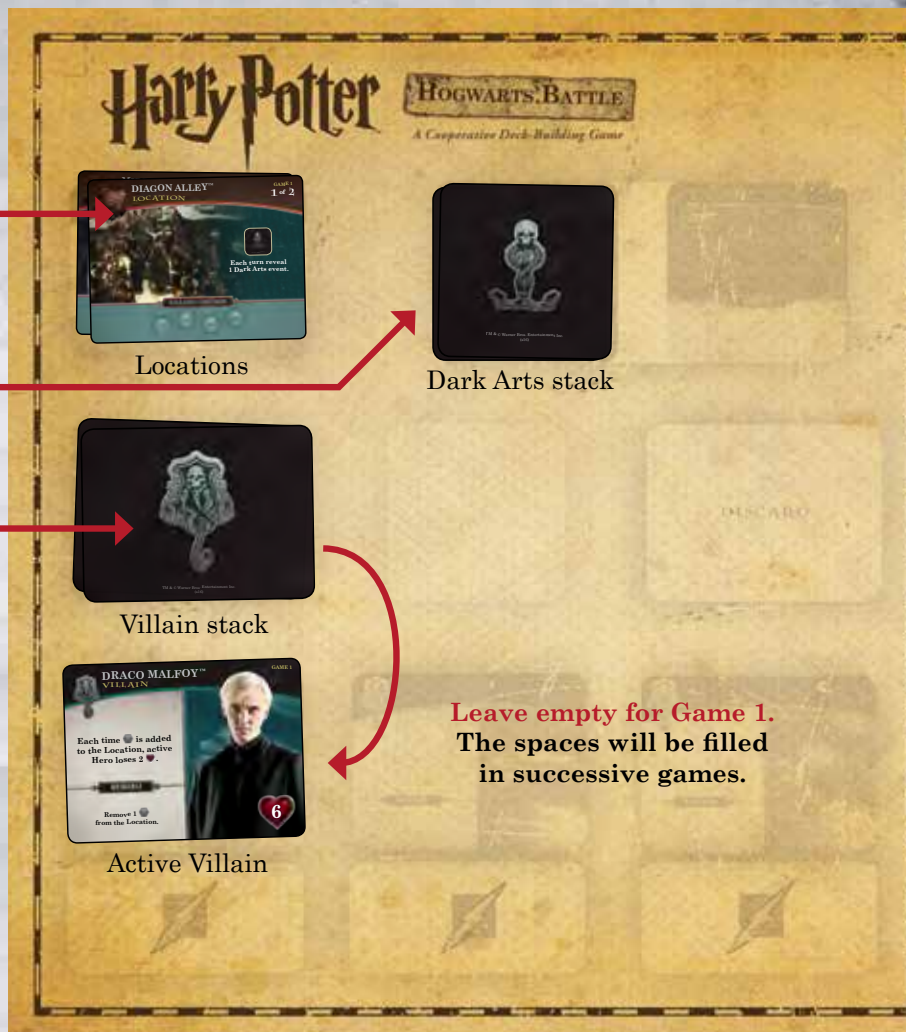 Harry Potter
HOGWARTS BATTLE
A Cooperative Deck-Building Game
DIAGON ALLEY™
LOCATION
GAME 1
1 of 2
Each turn reveal
1 Dark Arts event.
Locations
Dark Arts stack
DISCARD
Villain stack
DRACO MALFOY™
VILLAIN
GAME 1
Each time is added
to the Location, active
Hero loses 2 .
Remove 1
from the Location.
6
Active Villain
Leave empty for Game 1.
The spaces will be filled
in successive games.